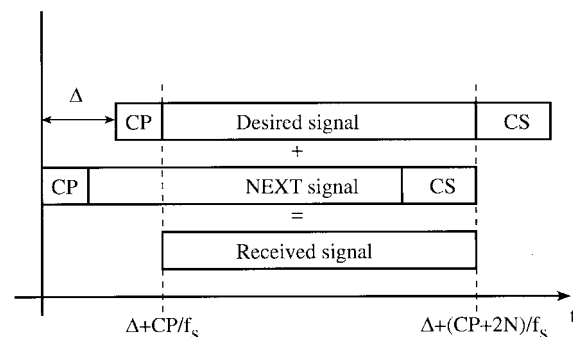 Δ
CP Desired signal CS
+
CP NEXT signal CS
=
Received signal
t
Δ+CP/fs Δ+(CP+2N)/fs